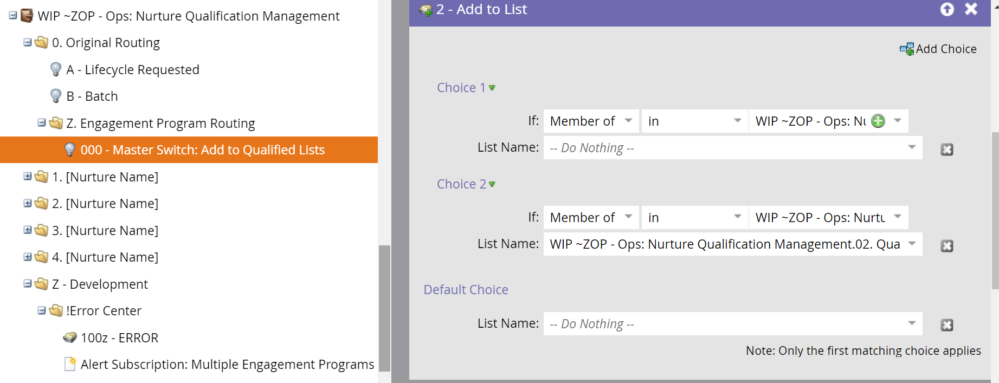 WIP ~ZOP - Ops: Nurture Qualification Management
0. Original Routing
A - Lifecycle Requested
B - Batch
Z. Engagement Program Routing
000 - Master Switch: Add to Qualified Lists
1. [Nurture Name]
2. [Nurture Name]
3. [Nurture Name]
4. [Nurture Name]
Z - Development
!Error Center
100z - ERROR
Alert Subscription: Multiple Engagement Programs
2 - Add to List
Add Choice
Choice 1
If: Member of in WIP ~ZOP - Ops: Nu
List Name: -- Do Nothing --
Choice 2
If: Member of in WIP ~ZOP - Ops: Nurtu
List Name: WIP ~ZOP - Ops: Nurture Qualification Management.02. Qua
Default Choice
List Name: -- Do Nothing --
Note: Only the first matching choice applies